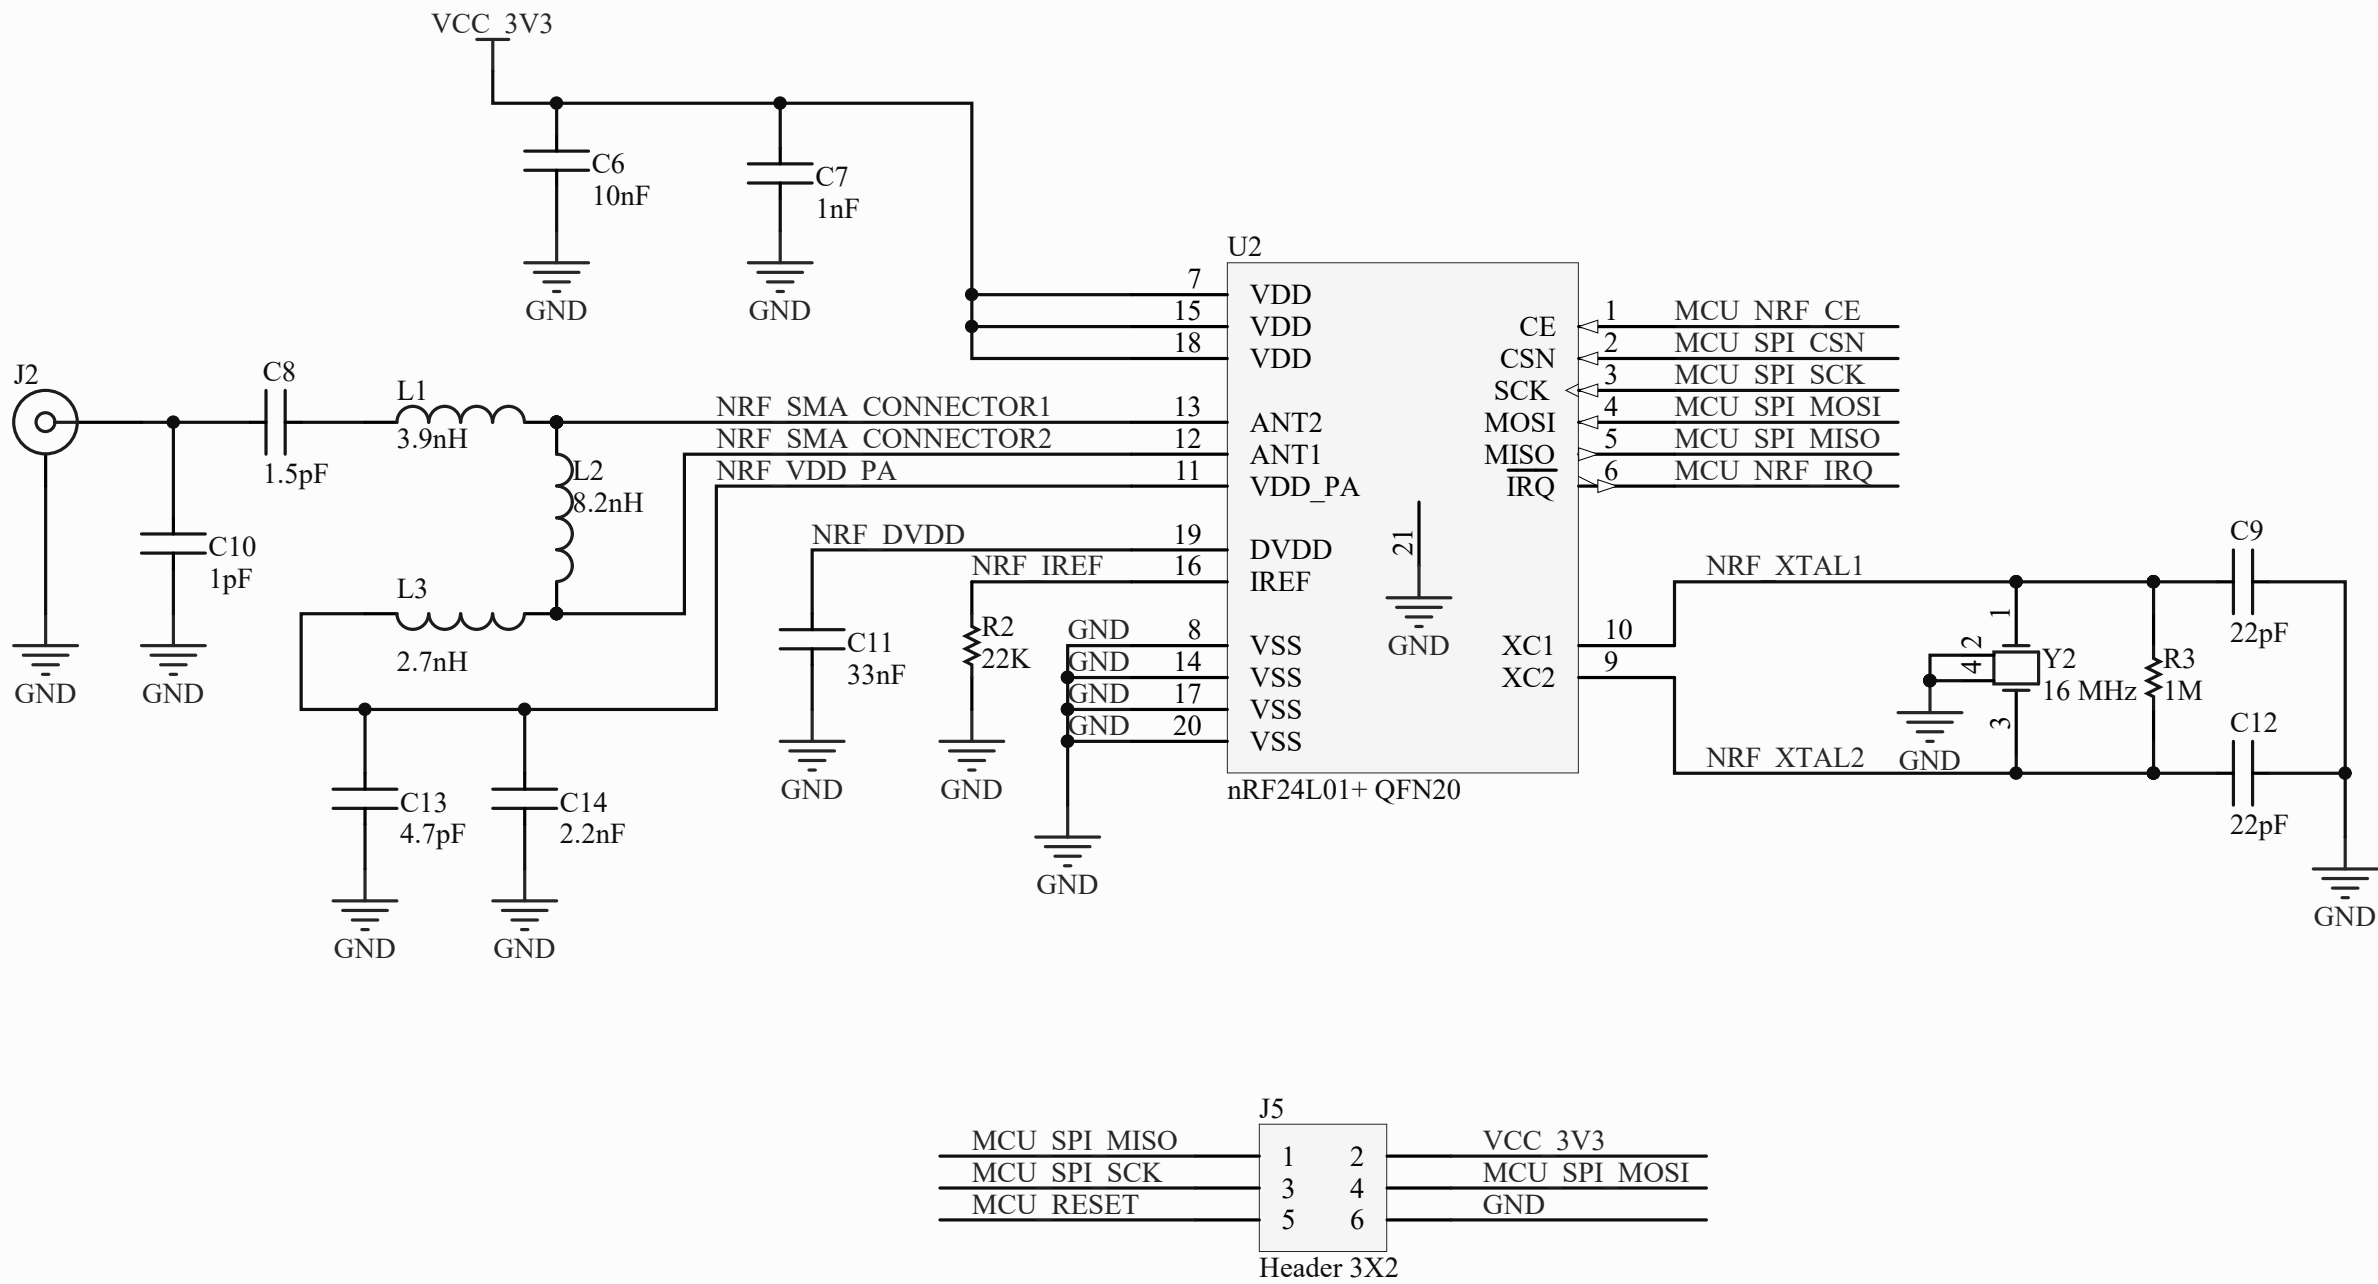 VCC_3V3
C6
10nF
GND
C7
1nF
GND
U2
7 VDD
15 VDD
18 VDD
CE 1 MCU_NRF_CE
CSN 2 MCU_SPI_CSN
SCK 3 MCU_SPI_SCK
MOSI 4 MCU_SPI_MOSI
MISO 5 MCU_SPI_MISO
IRQ 6 MCU_NRF_IRQ
J2
GND
C8
1.5pF
C10
1pF
GND
L1
3.9nH
L2
8.2nH
L3
2.7nH
NRF_SMA_CONNECTOR1 13 ANT2
NRF_SMA_CONNECTOR2 12 ANT1
NRF_VDD_PA 11 VDD_PA
NRF_DVDD 19 DVDD
NRF_IREF 16 IREF
21
GND
C11
33nF
GND
R2
22K
GND
GND 8 VSS
GND 14 VSS
GND 17 VSS
GND 20 VSS
GND
XC1 10
XC2 9
nRF24L01+ QFN20
C13
4.7pF
GND
C14
2.2nF
GND
NRF_XTAL1
NRF_XTAL2
1
2
4
3
GND
Y2
16 MHz
R3
1M
C9
22pF
C12
22pF
GND
J5
MCU_SPI_MISO 1 2 VCC_3V3
MCU_SPI_SCK 3 4 MCU_SPI_MOSI
MCU_RESET 5 6 GND
Header 3X2